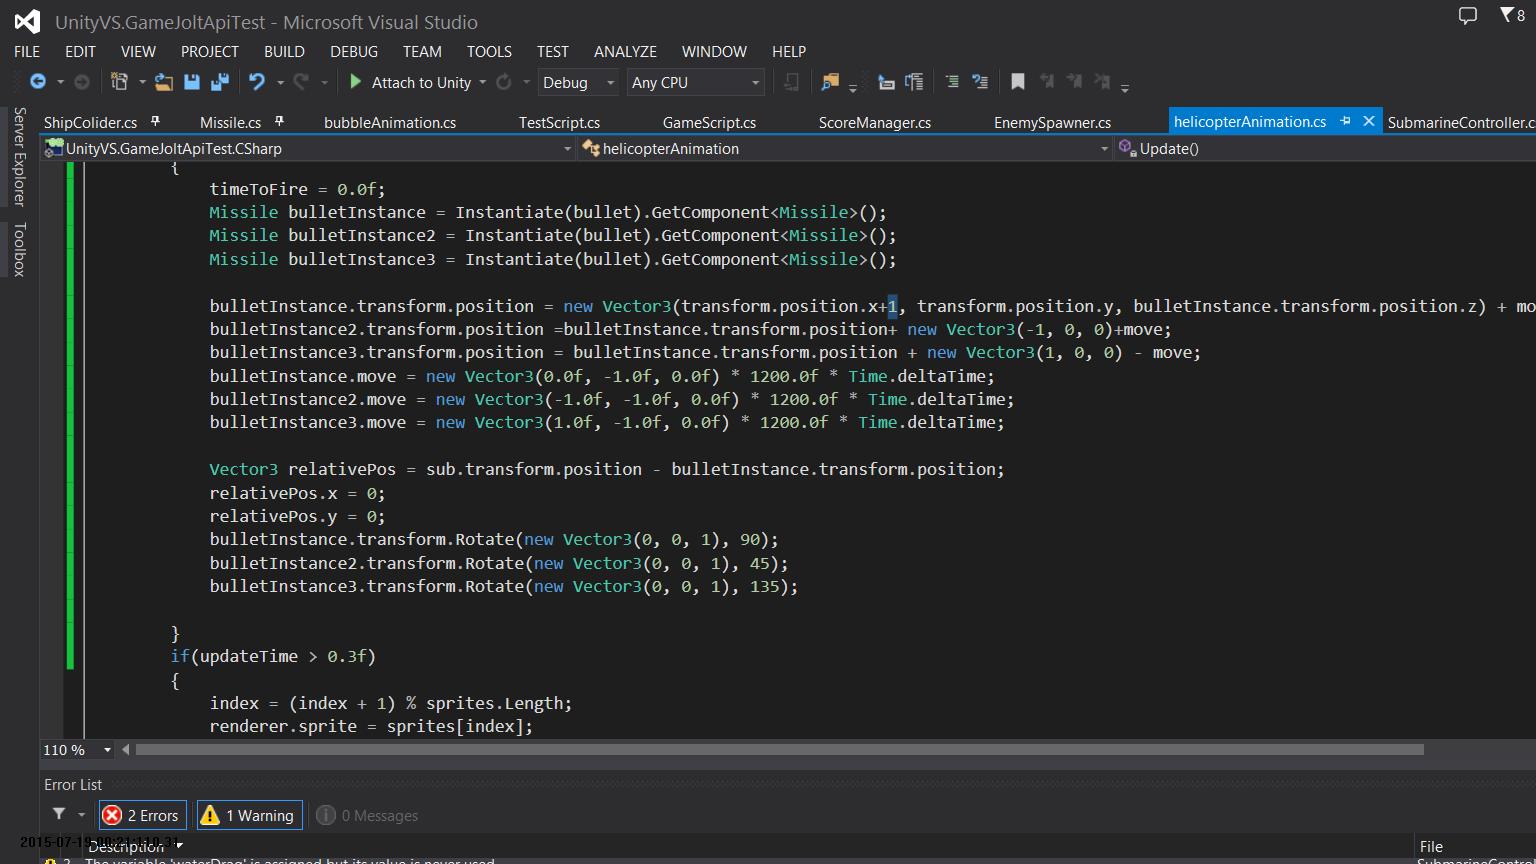 UnityVS.GameJoltApiTest - Microsoft Visual Studio
8
FILE EDIT VIEW PROJECT BUILD DEBUG TEAM TOOLS TEST ANALYZE WINDOW HELP
Attach to Unity Debug Any CPU
Server Explorer
Toolbox
ShipColider.cs Missile.cs bubbleAnimation.cs TestScript.cs GameScript.cs ScoreManager.cs EnemySpawner.cs helicopterAnimation.cs SubmarineController.cs
UnityVS.GameJoltApiTest.CSharp helicopterAnimation Update()
{
timeToFire = 0.0f;
Missile bulletInstance = Instantiate(bullet).GetComponent<Missile>();
Missile bulletInstance2 = Instantiate(bullet).GetComponent<Missile>();
Missile bulletInstance3 = Instantiate(bullet).GetComponent<Missile>();
bulletInstance.transform.position = new Vector3(transform.position.x+1, transform.position.y, bulletInstance.transform.position.z) + mo
bulletInstance2.transform.position =bulletInstance.transform.position+ new Vector3(-1, 0, 0)+move;
bulletInstance3.transform.position = bulletInstance.transform.position + new Vector3(1, 0, 0) - move;
bulletInstance.move = new Vector3(0.0f, -1.0f, 0.0f) * 1200.0f * Time.deltaTime;
bulletInstance2.move = new Vector3(-1.0f, -1.0f, 0.0f) * 1200.0f * Time.deltaTime;
bulletInstance3.move = new Vector3(1.0f, -1.0f, 0.0f) * 1200.0f * Time.deltaTime;
Vector3 relativePos = sub.transform.position - bulletInstance.transform.position;
relativePos.x = 0;
relativePos.y = 0;
bulletInstance.transform.Rotate(new Vector3(0, 0, 1), 90);
bulletInstance2.transform.Rotate(new Vector3(0, 0, 1), 45);
bulletInstance3.transform.Rotate(new Vector3(0, 0, 1), 135);
}
if(updateTime > 0.3f)
{
index = (index + 1) % sprites.Length;
renderer.sprite = sprites[index];
110 %
Error List
2 Errors 1 Warning 0 Messages
Description File
The variable 'waterDrag' is assigned but its value is never used SubmarineContro